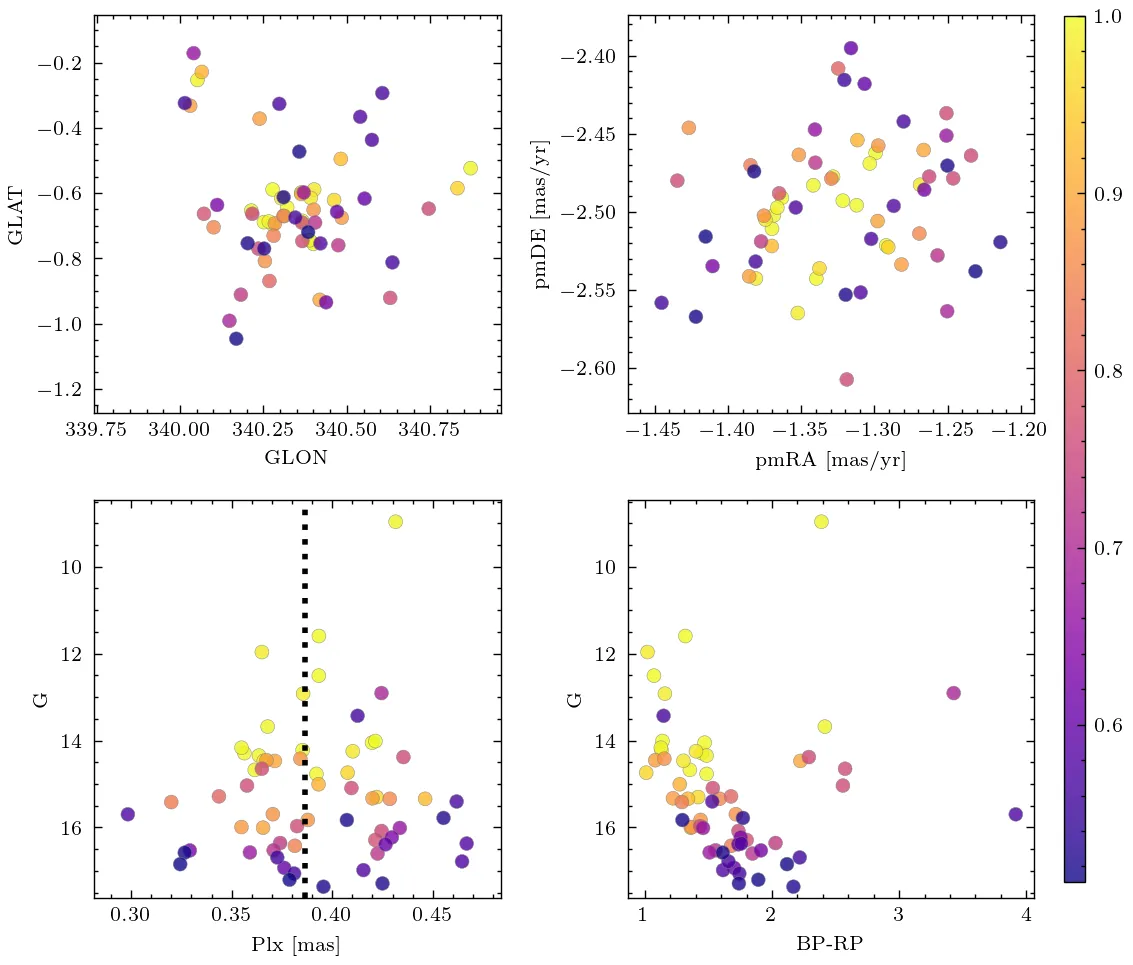 −0.2
−0.4
−0.6
−0.8
−1.0
−1.2
GLAT
339.75 340.00 340.25 340.50 340.75
GLON
−2.40
−2.45
−2.50
−2.55
−2.60
pmDE [mas/yr]
−1.45 −1.40 −1.35 −1.30 −1.25 −1.20
pmRA [mas/yr]
1.0
0.9
0.8
0.7
0.6
10
12
14
16
G
0.30 0.35 0.40 0.45
Plx [mas]
10
12
14
16
G
1 2 3 4
BP-RP